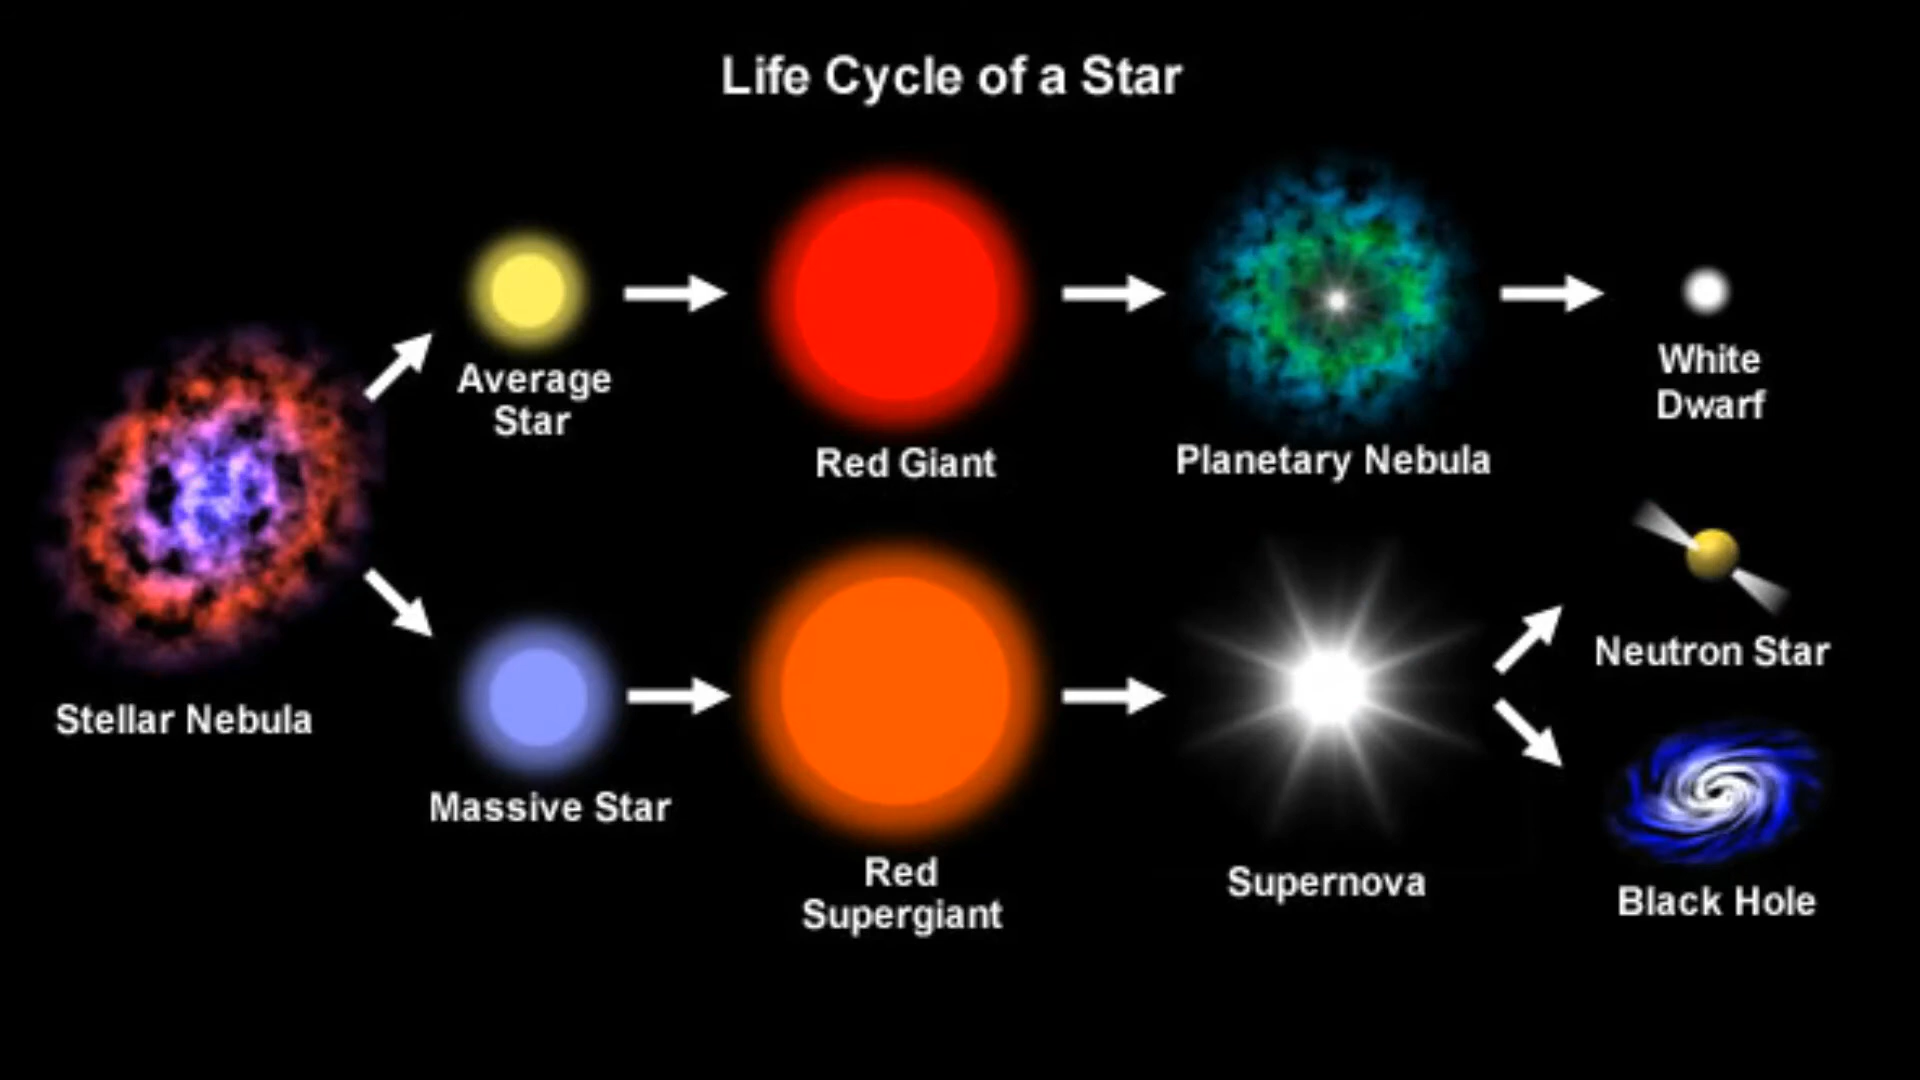 Life Cycle of a Star
Average
Star
Red Giant
Planetary Nebula
White
Dwarf
Stellar Nebula
Massive Star
Red
Supergiant
Supernova
Neutron Star
Black Hole